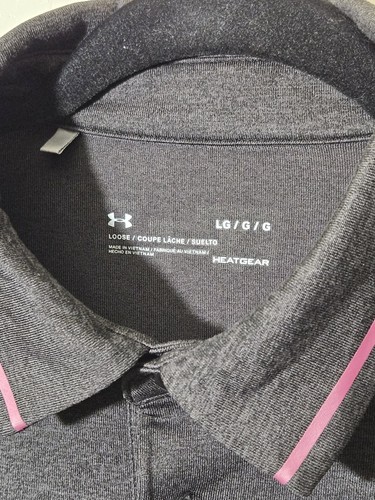 LG / G / G
LOOSE / COUPE LÂCHE / SUELTO
MADE IN VIETNAM / FABRIQUÉ AU VIETNAM /
HECHO EN VIETNAM
HEATGEAR